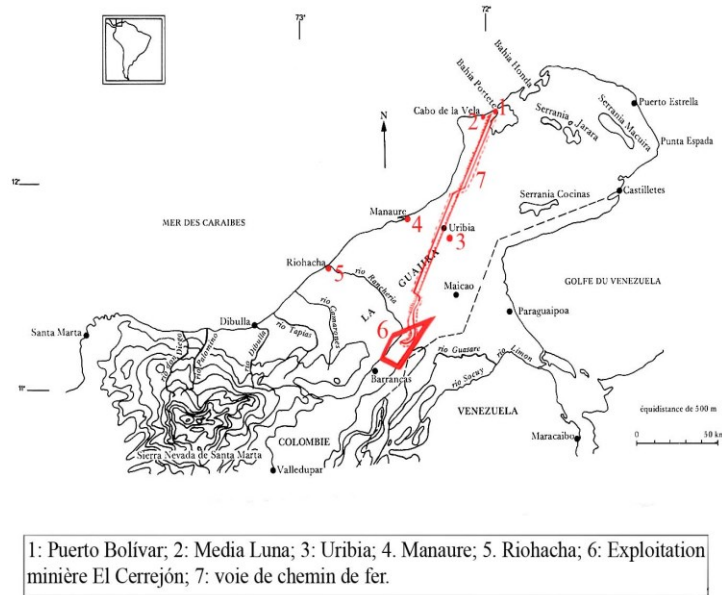 73°
72°
Bahia Honda
Bahia Portete
Cabo de la Vela
1
2
Puerto Estrella
Serrania Jarara
Serrania Macuira
Punta Espada
N
7
12°
Castilletes
Serrania Cocinas
Manaure
4
MER DES CARAIBES
Uribia
3
Riohacha
5
LA GUAJIRA
rio Rancheria
GOLFE DU VENEZUELA
Maicao
Paraguaipoa
Dibulla
rio Tapias
rio Camarones
6
Santa Marta
rio San Diego
rio Palomino
rio Dibulla
rio Guasare
rio Limon
11°
Barrancas
rio Socuy
VENEZUELA
équidistance de 500 m
0 50 km
COLOMBIE
Maracaibo
Sierra Nevada de Santa Marta
Valledupar
1: Puerto Bolívar; 2: Media Luna; 3: Uribia; 4. Manaure; 5. Riohacha; 6: Exploitation
minière El Cerrejón; 7: voie de chemin de fer.